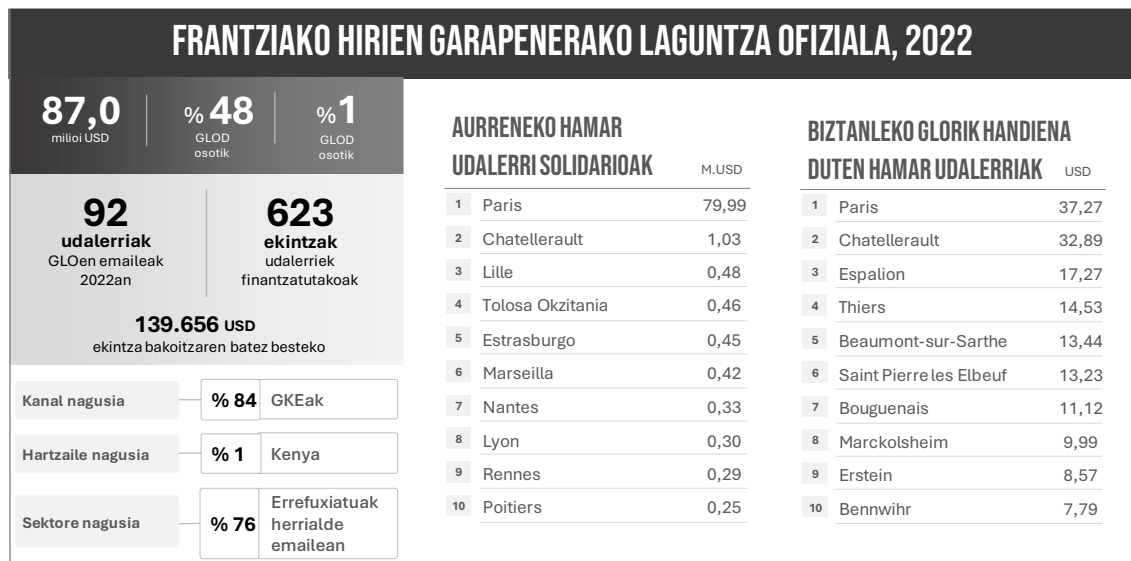 FRANTZIAKO HIRIEN GARAPENERAKO LAGUNTZA OFIZIALA, 2022
87,0
milioi USD
% 48
GLOD
osotik
% 1
GLOD
osotik
92
udalerriak
GLOen emaileak
2022an
623
ekintzak
udalerriek
finantzatutakoak
139.656 USD
ekintza bakoitzaren batez besteko
Kanal nagusia % 84 GKEak
Hartzaile nagusia % 1 Kenya
Sektore nagusia % 76 Errefuxiatuak
herrialde
emailean
AURRENEKO HAMAR
UDALERRI SOLIDARIOAK M.USD
1 Paris 79,99
2 Chatellerault 1,03
3 Lille 0,48
4 Tolosa Okzitania 0,46
5 Estrasburgo 0,45
6 Marseilla 0,42
7 Nantes 0,33
8 Lyon 0,30
9 Rennes 0,29
10 Poitiers 0,25
BIZTANLEKO GLORIK HANDIENA
DUTEN HAMAR UDALERRIAK USD
1 Paris 37,27
2 Chatellerault 32,89
3 Espalion 17,27
4 Thiers 14,53
5 Beaumont-sur-Sarthe 13,44
6 Saint Pierre les Elbeuf 13,23
7 Bouguenais 11,12
8 Marckolsheim 9,99
9 Erstein 8,57
10 Bennwihr 7,79